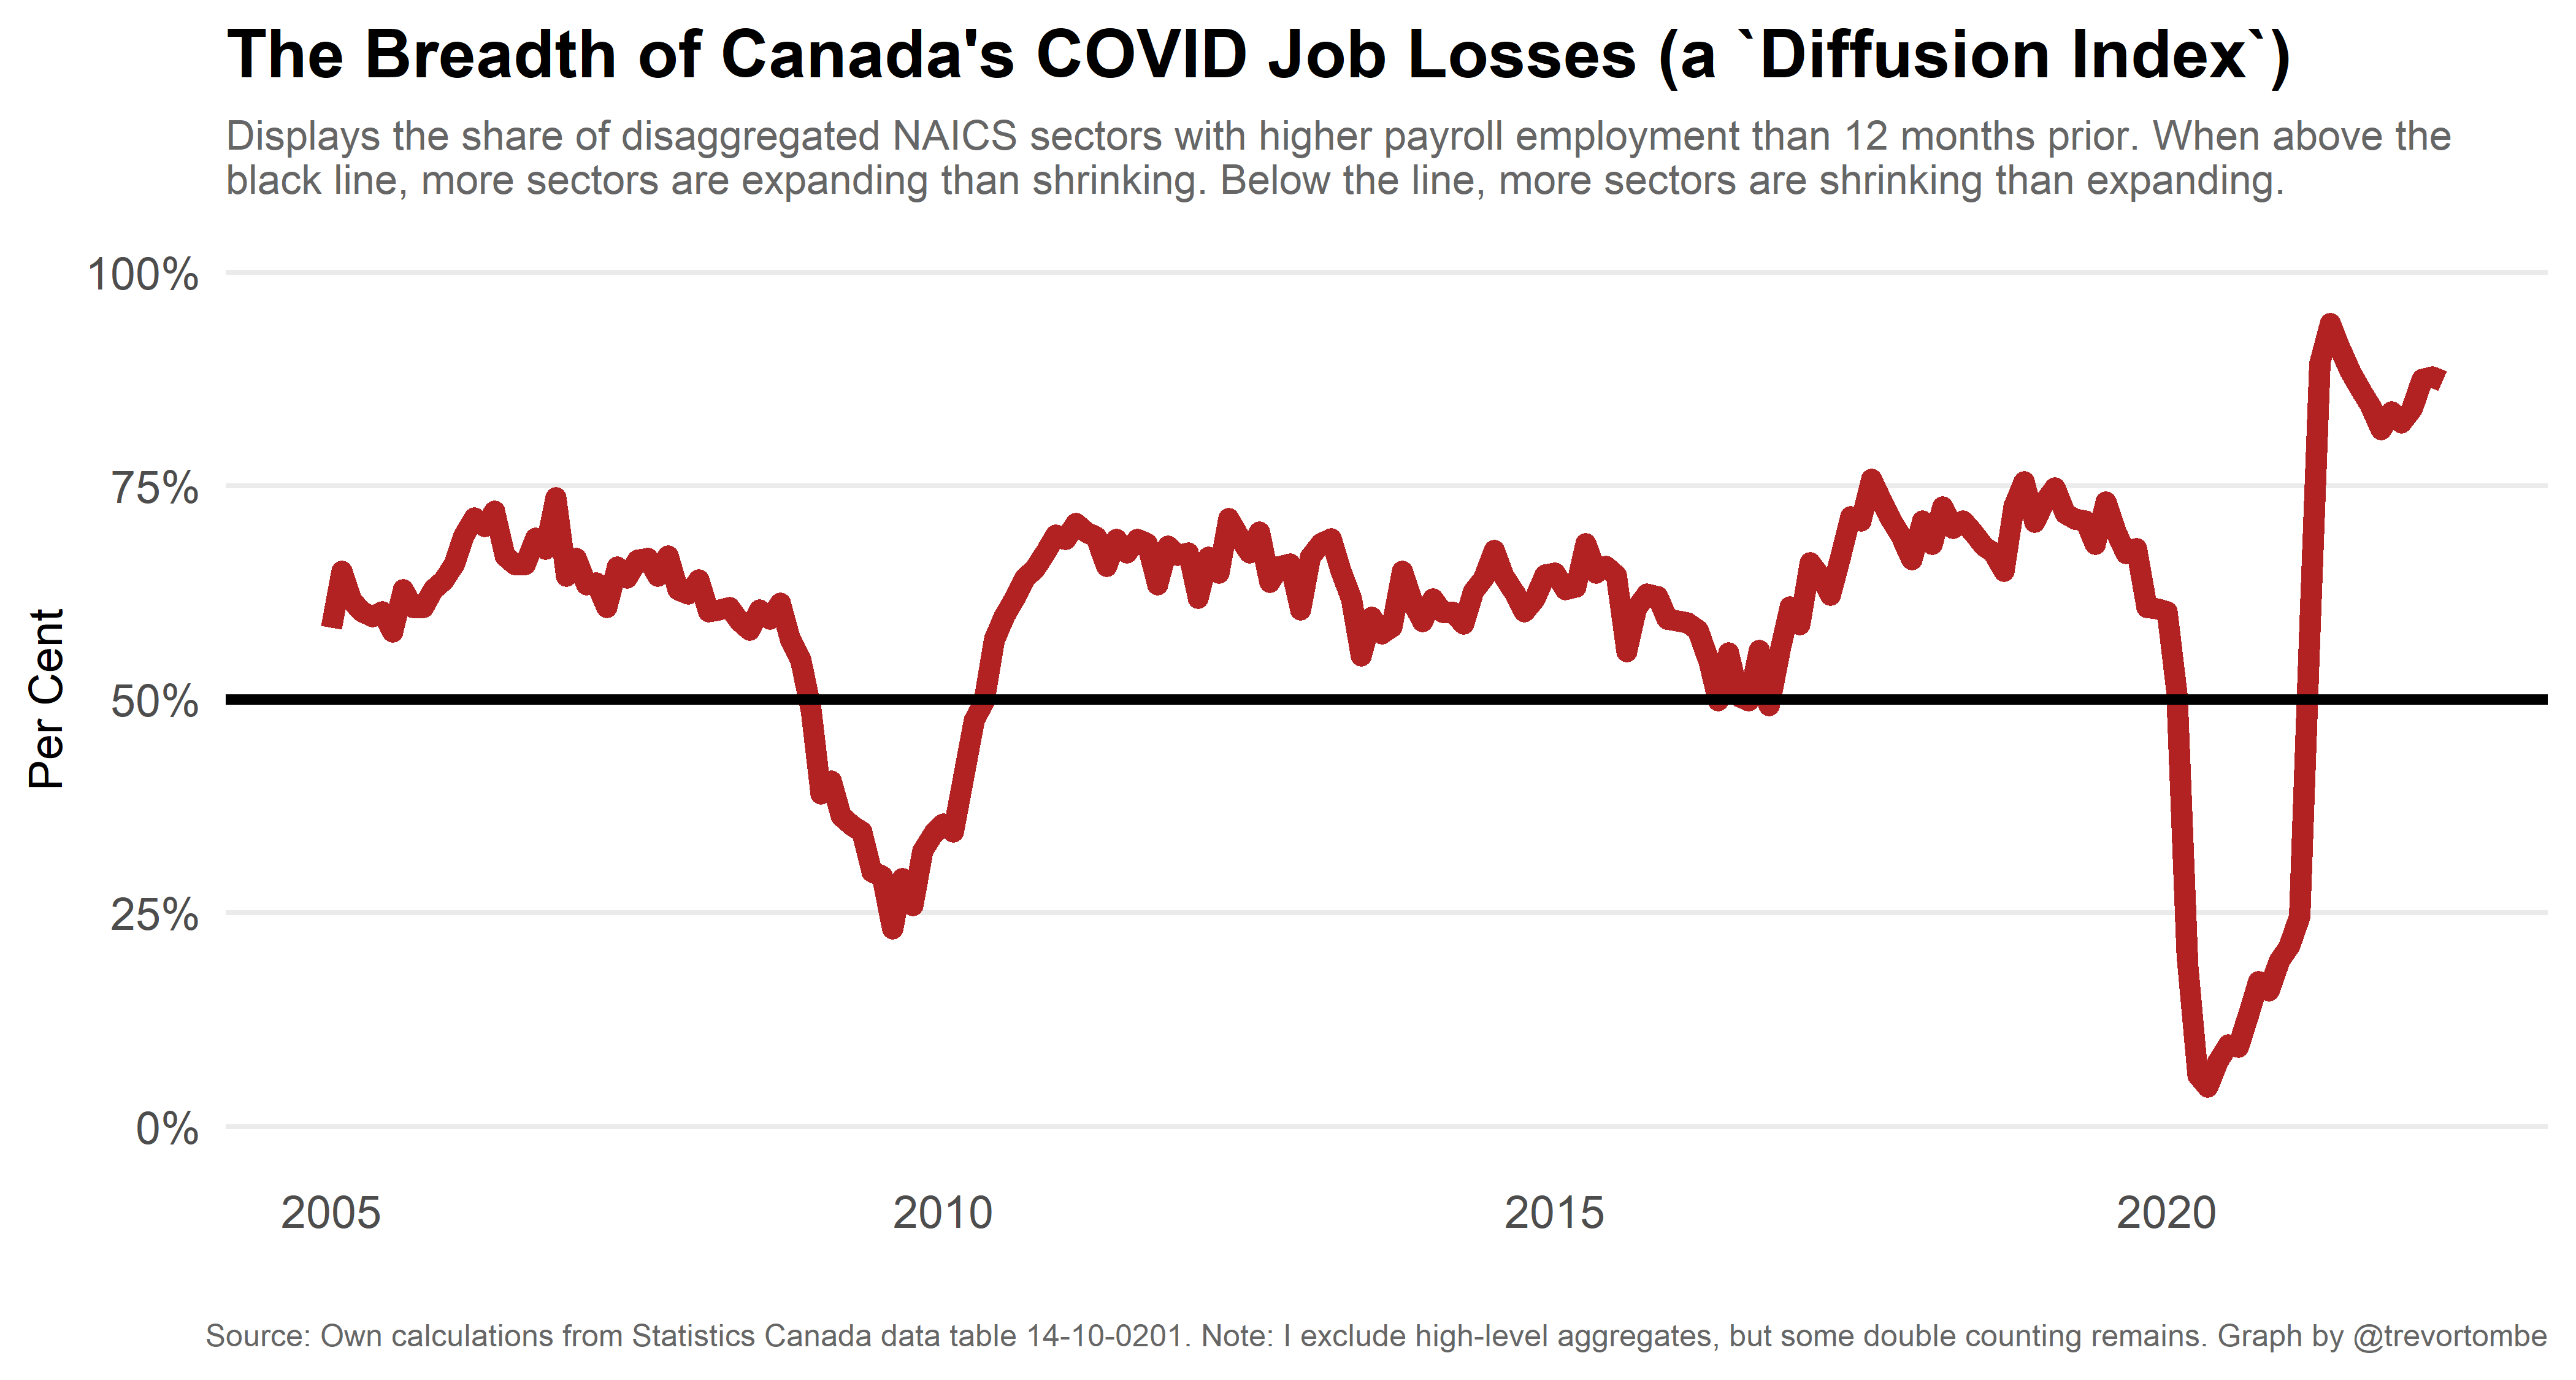 The Breadth of Canada's COVID Job Losses (a `Diffusion Index`)
Displays the share of disaggregated NAICS sectors with higher payroll employment than 12 months prior. When above the
black line, more sectors are expanding than shrinking. Below the line, more sectors are shrinking than expanding.
Per Cent
100%
75%
50%
25%
0%
2005
2010
2015
2020
Source: Own calculations from Statistics Canada data table 14-10-0201. Note: I exclude high-level aggregates, but some double counting remains. Graph by @trevortombe